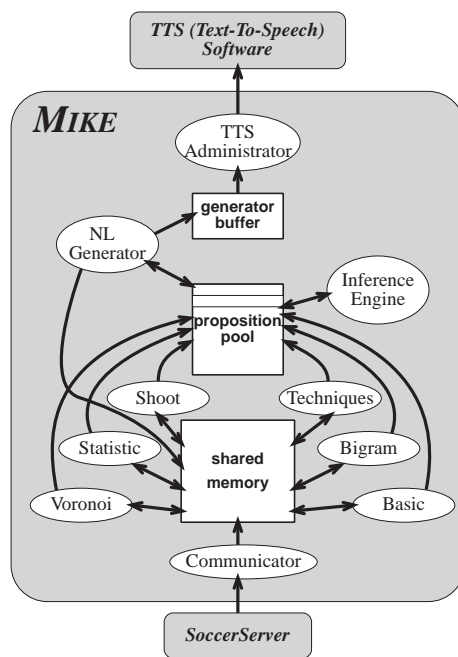 TTS (Text-To-Speech)
Software
MIKE
TTS
Administrator
generator
buffer
NL
Generator
Inference
Engine
proposition
pool
Shoot
Techniques
Statistic
Bigram
shared
memory
Voronoi
Basic
Communicator
SoccerServer